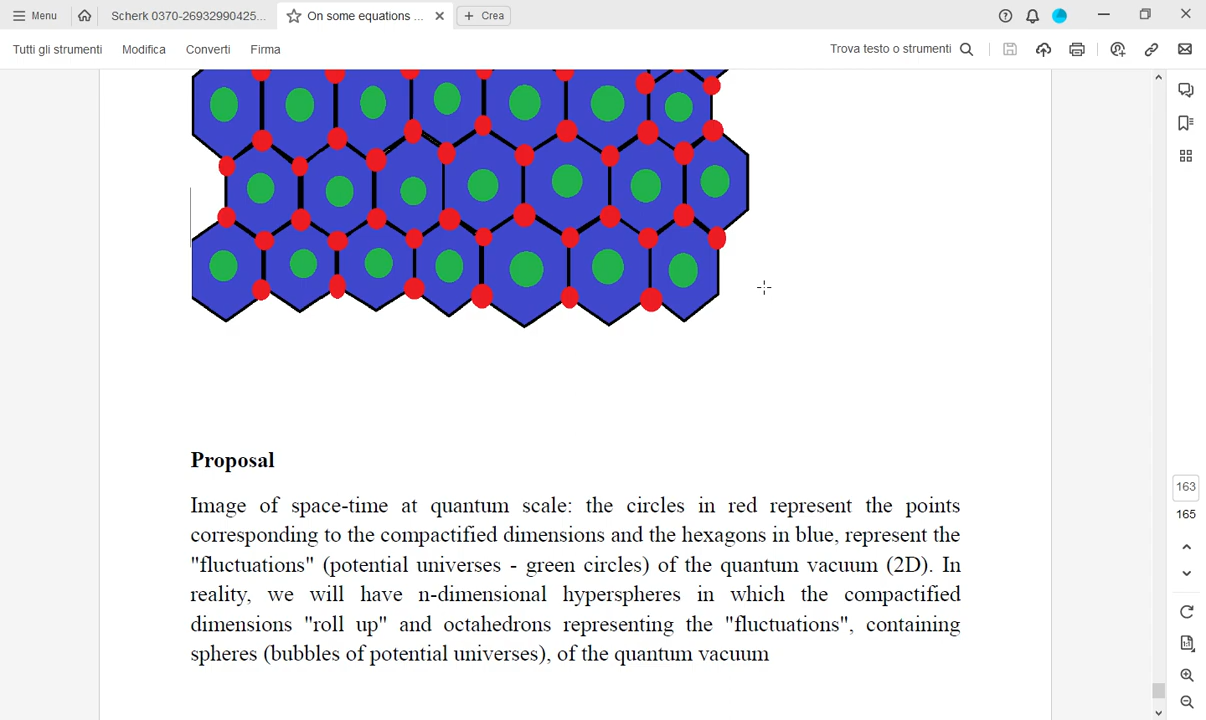 Menu
Scherk 0370-26932990425...
On some equations ...
Crea
Tutti gli strumenti
Modifica
Converti
Firma
Trova testo o strumenti
Proposal
Image of space-time at quantum scale: the circles in red represent the points
corresponding to the compactified dimensions and the hexagons in blue, represent the
"fluctuations" (potential universes - green circles) of the quantum vacuum (2D). In
reality, we will have n-dimensional hyperspheres in which the compactified
dimensions "roll up" and octahedrons representing the "fluctuations", containing
spheres (bubbles of potential universes), of the quantum vacuum
163
165